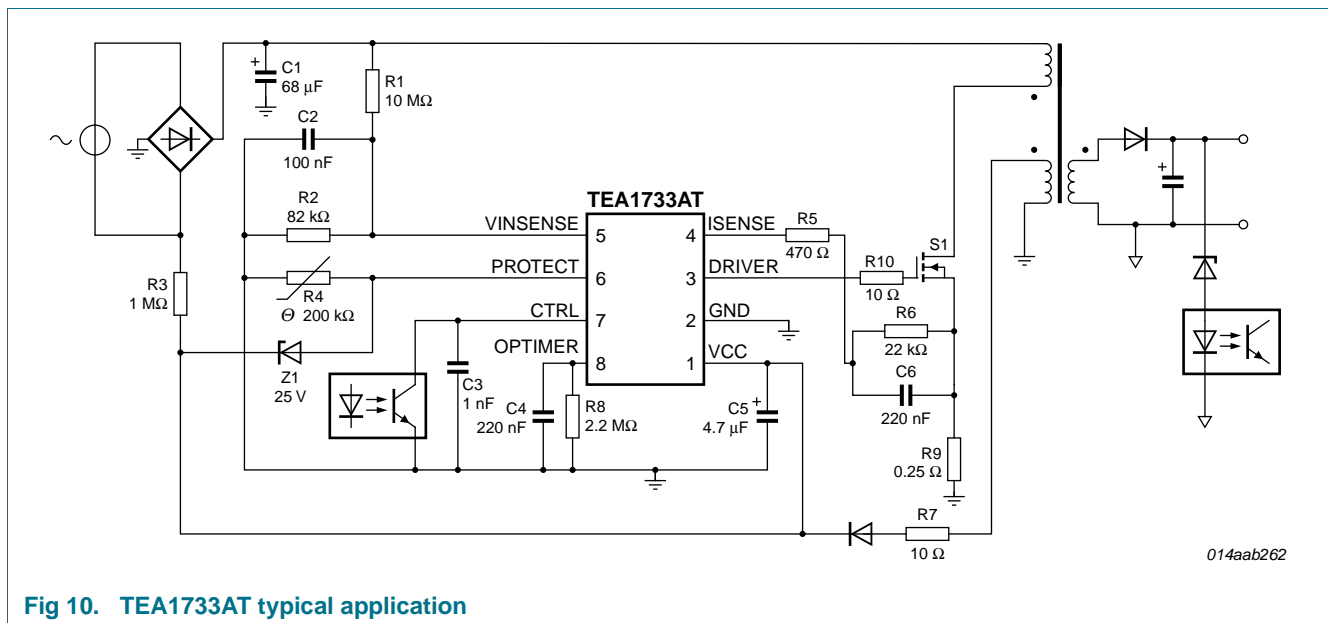 C1
68 μF
R1
10 MΩ
C2
100 nF
R2
82 kΩ
R3
1 MΩ
R4
Θ 200 kΩ
Z1
25 V
TEA1733AT
VINSENSE
PROTECT
CTRL
OPTIMER
5
6
7
8
4
3
2
1
ISENSE
DRIVER
GND
VCC
R5
470 Ω
R10
10 Ω
S1
R6
22 kΩ
C6
220 nF
R9
0.25 Ω
C3
1 nF
C4
220 nF
R8
2.2 MΩ
C5
4.7 μF
R7
10 Ω
+
+
+
014aab262
Fig 10. TEA1733AT typical application